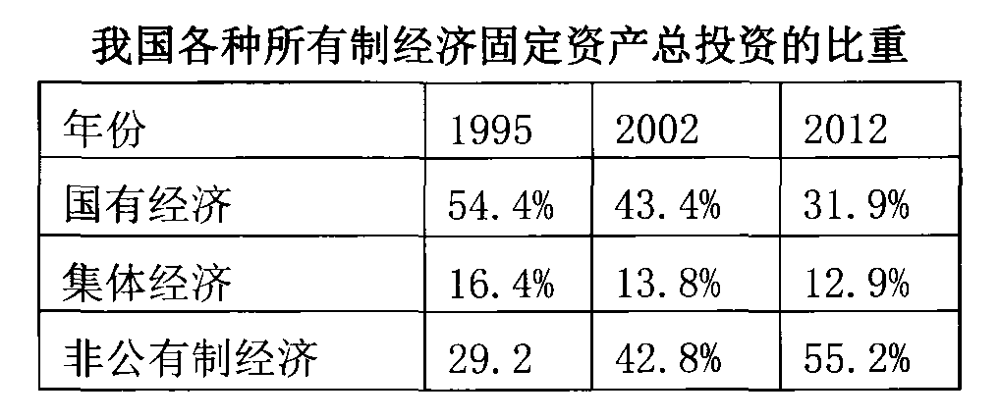 我国各种所有制经济固定资产总投资的比重
年份 1995 2002 2012
国有经济 54.4% 43.4% 31.9%
集体经济 16.4% 13.8% 12.9%
非公有制经济 29.2 42.8% 55.2%